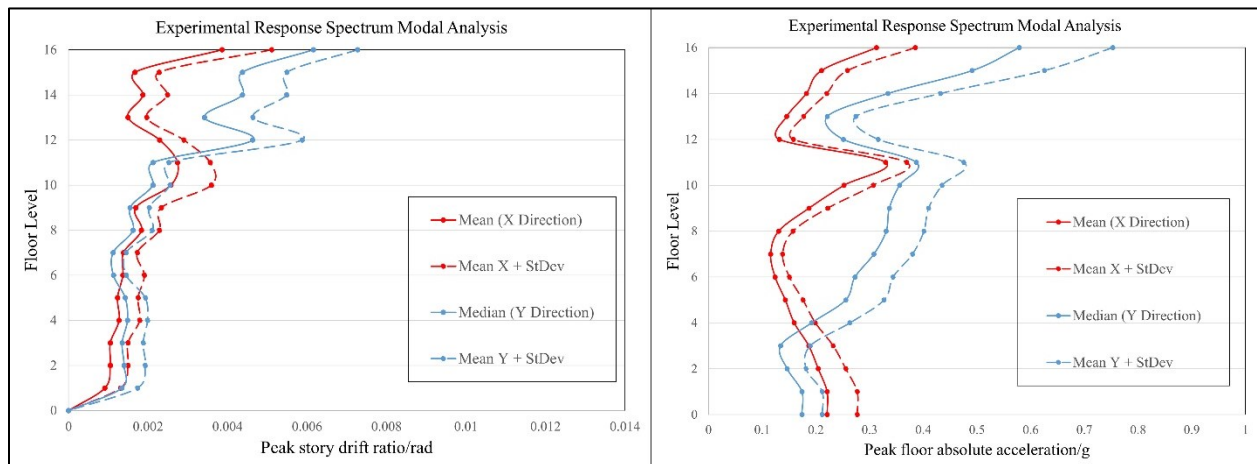 Experimental Response Spectrum Modal Analysis
16
14
12
10
8
6
4
2
0
Floor Level
0
0.002
0.004
0.006
0.008
0.01
0.012
0.014
Peak story drift ratio/rad
Mean (X Direction)
Mean X + StDev
Median (Y Direction)
Mean Y + StDev
Experimental Response Spectrum Modal Analysis
16
14
12
10
8
6
4
2
0
Floor Level
0
0.1
0.2
0.3
0.4
0.5
0.6
0.7
0.8
0.9
1
Peak floor absolute acceleration/g
Mean (X Direction)
Mean X + StDev
Median (Y Direction)
Mean Y + StDev